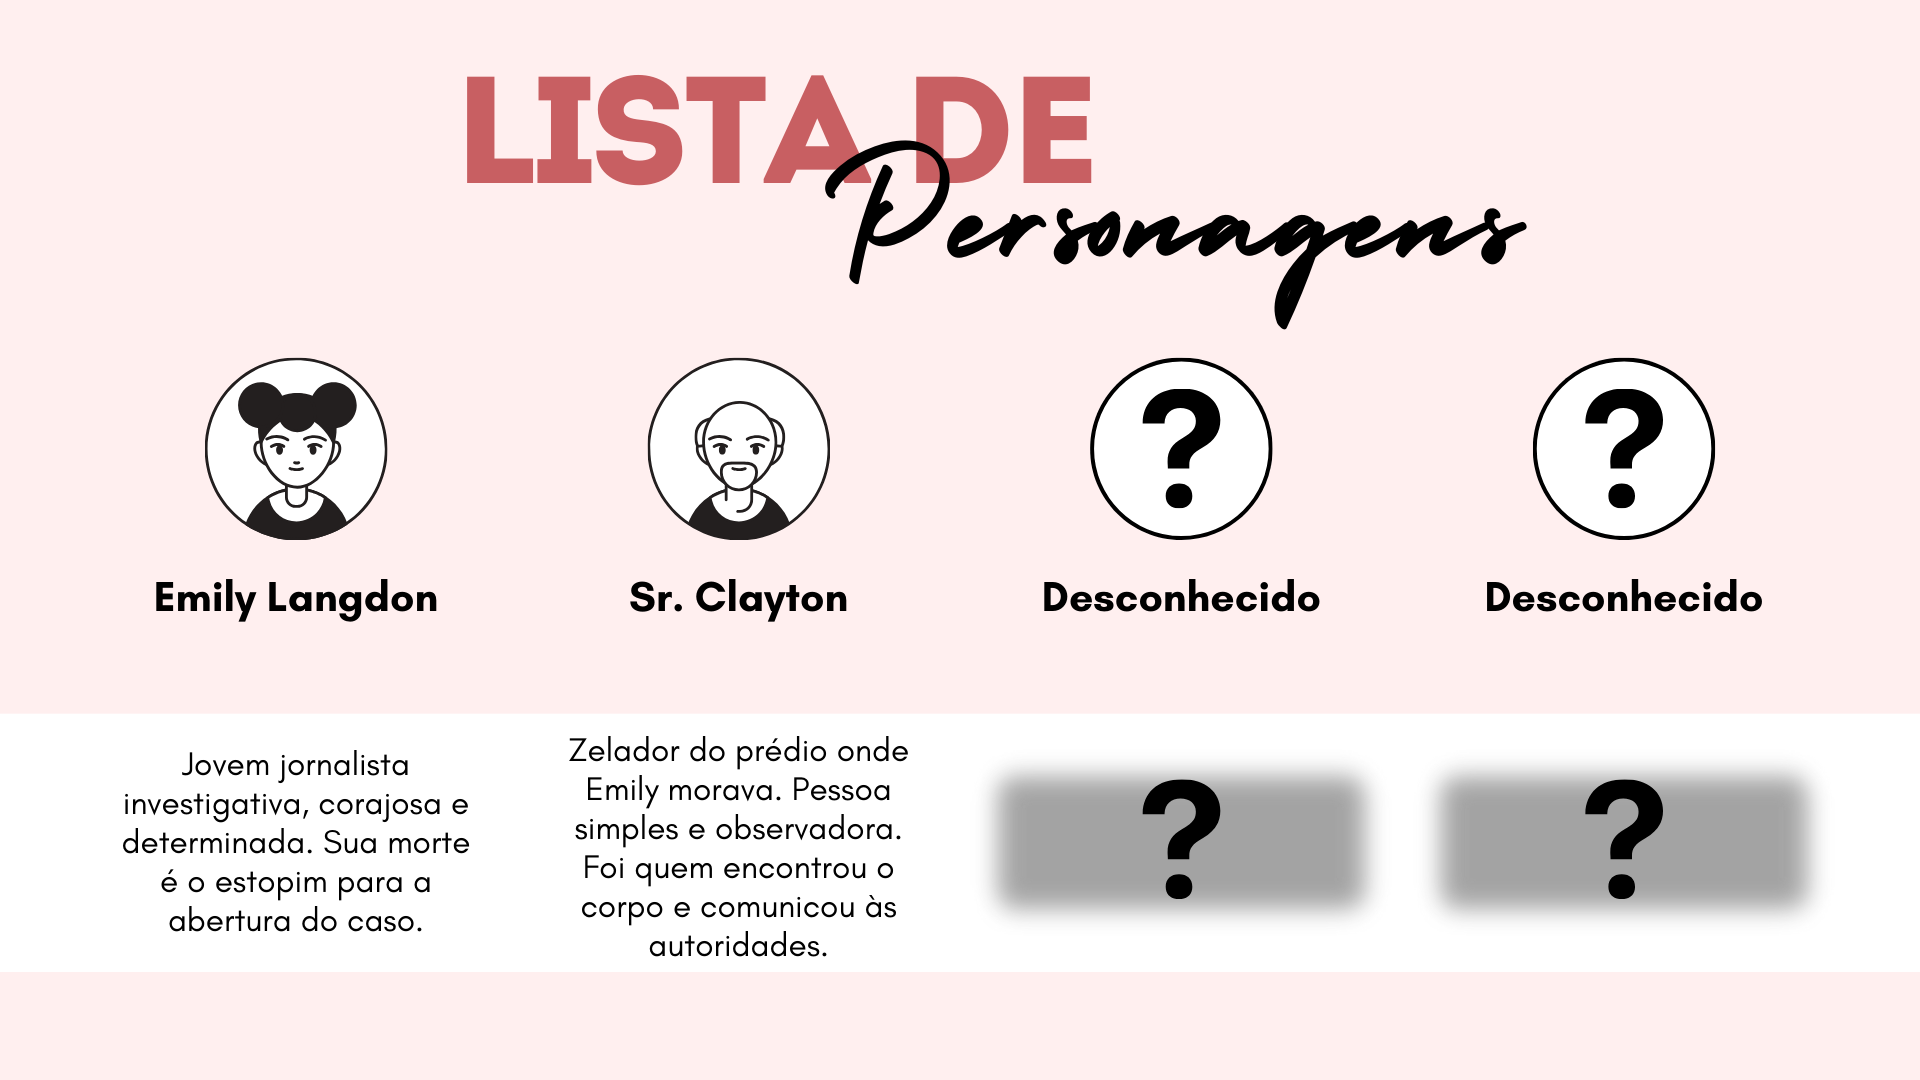 LISTA DE
Personagens
?
?
Emily Langdon
Sr. Clayton
Desconhecido
Desconhecido
Jovem jornalista
investigativa, corajosa e
determinada. Sua morte
é o estopim para a
abertura do caso.
Zelador do prédio onde
Emily morava. Pessoa
simples e observadora.
Foi quem encontrou o
corpo e comunicou às
autoridades.
?
?